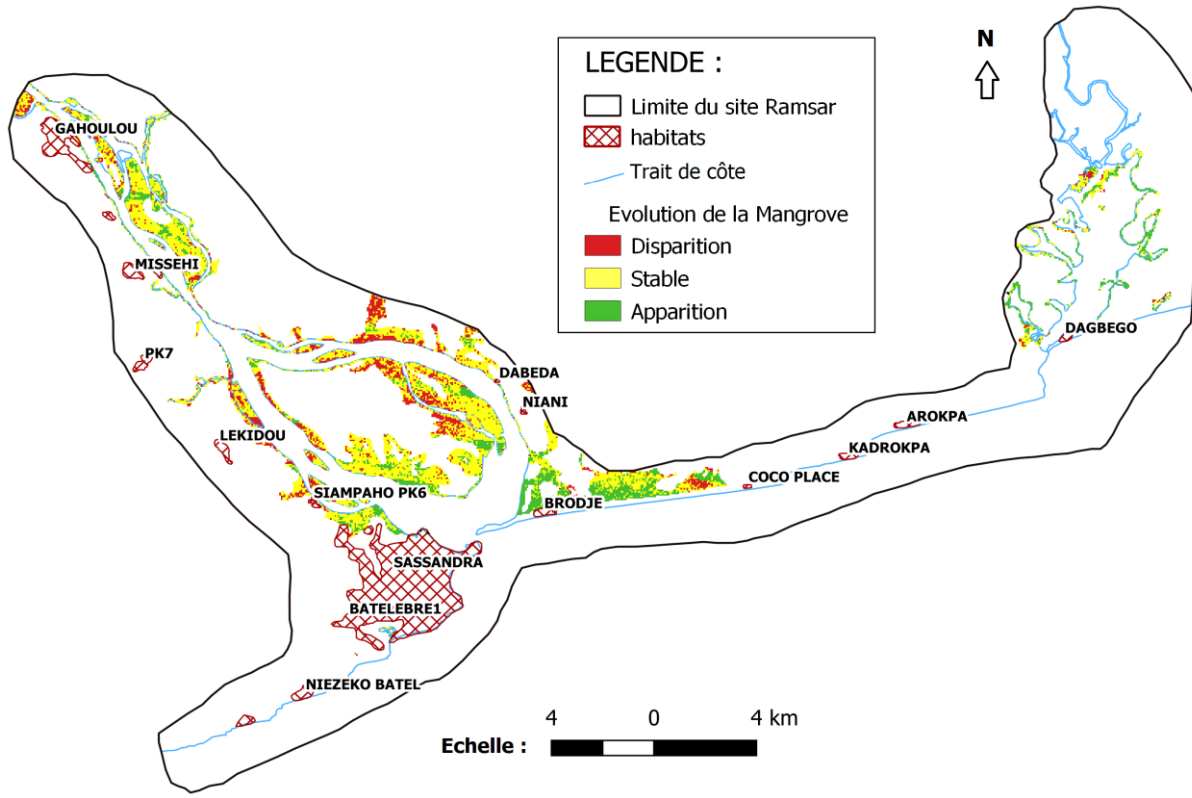 N
LEGENDE :
Limite du site Ramsar
habitats
Trait de côte
Evolution de la Mangrove
Disparition
Stable
Apparition
GAHOULOU
MISSEHI
PK7
DAGBEGO
DABEDA
NIANI
AROKPA
LEKIDOU
KADROKPA
COCO PLACE
SIAMPAHO PK6
BRODJE
SASSANDRA
BATELEBRE1
NIEZEKO BATEL
4 0 4 km
Echelle :